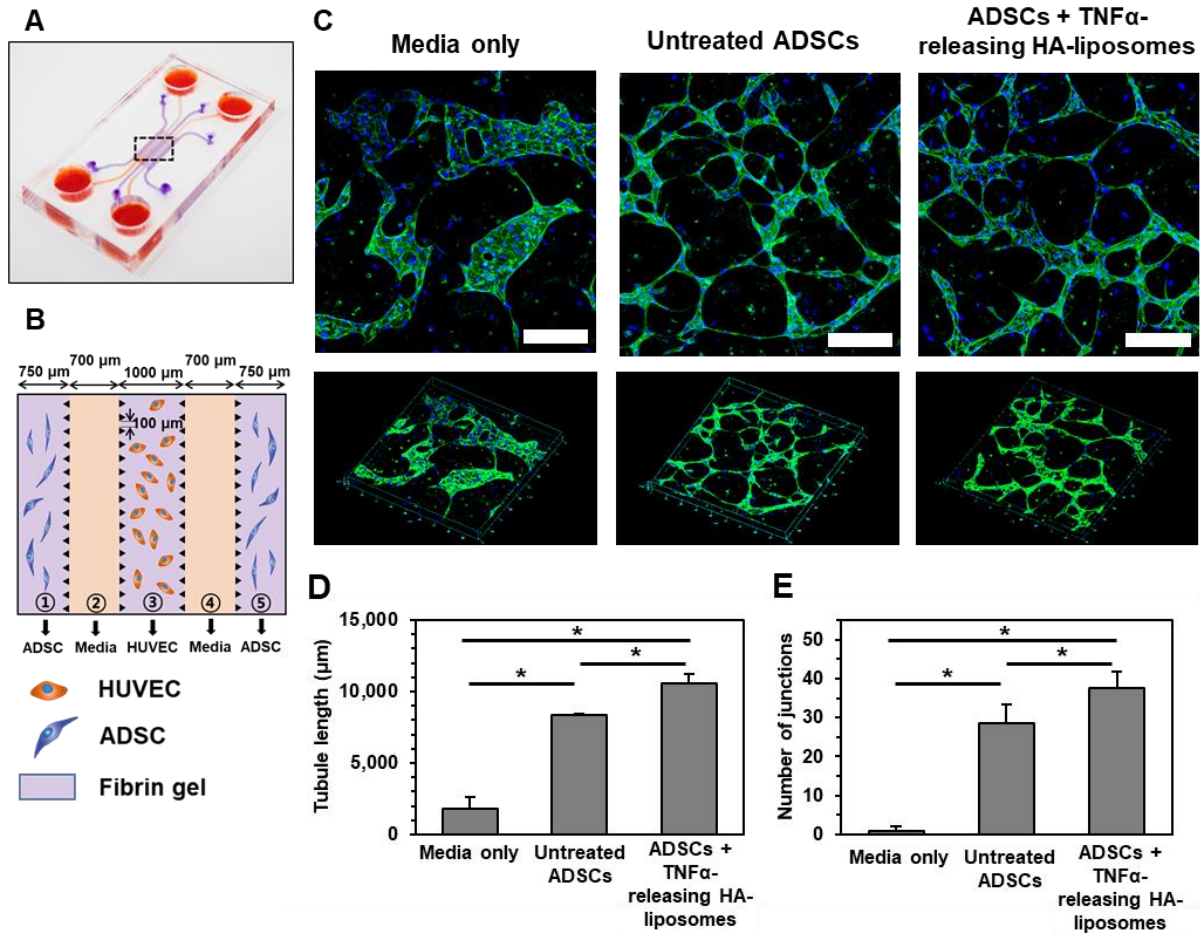 A
C
Media only
Untreated ADSCs
ADSCs + TNFα-
releasing HA-liposomes
B
700 µm
700 µm
750 µm
1000 µm
750 µm
100 µm
① ② ③ ④ ⑤
ADSC Media HUVEC Media ADSC
HUVEC
ADSC
Fibrin gel
D
Tubule length (µm)
15,000
10,000
5,000
0
*
*
*
Media only
Untreated
ADSCs
ADSCs +
TNFα-
releasing HA-
liposomes
E
Number of junctions
50
40
30
20
10
0
*
*
*
Media only
Untreated
ADSCs
ADSCs +
TNFα-
releasing HA-
liposomes